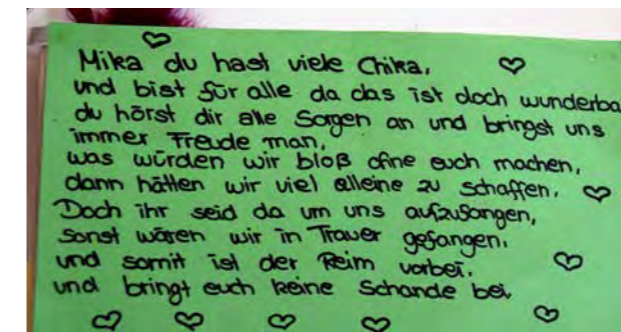 Mika du hast viele Chika,
und bist für alle da das ist doch wunderba
du hörst dir alle Sorgen an und bringst uns
immer Freude man,
was würden wir bloß ohne euch machen,
dann hätten wir viel alleine zu schaffen.
Doch ihr seid da um uns aufzufangen,
sonst wären wir in Trauer gefangen.
und somit ist der Reim vorbei.
und bringt euch keine Schande bei